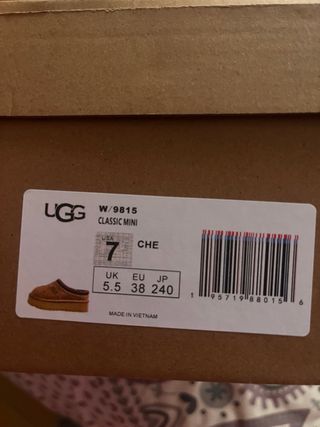 UGG
W/9815
CLASSIC MINI
USA
7
CHE
UK EU JP
5.5 38 240
1 95719 88015 6
MADE IN VIETNAM